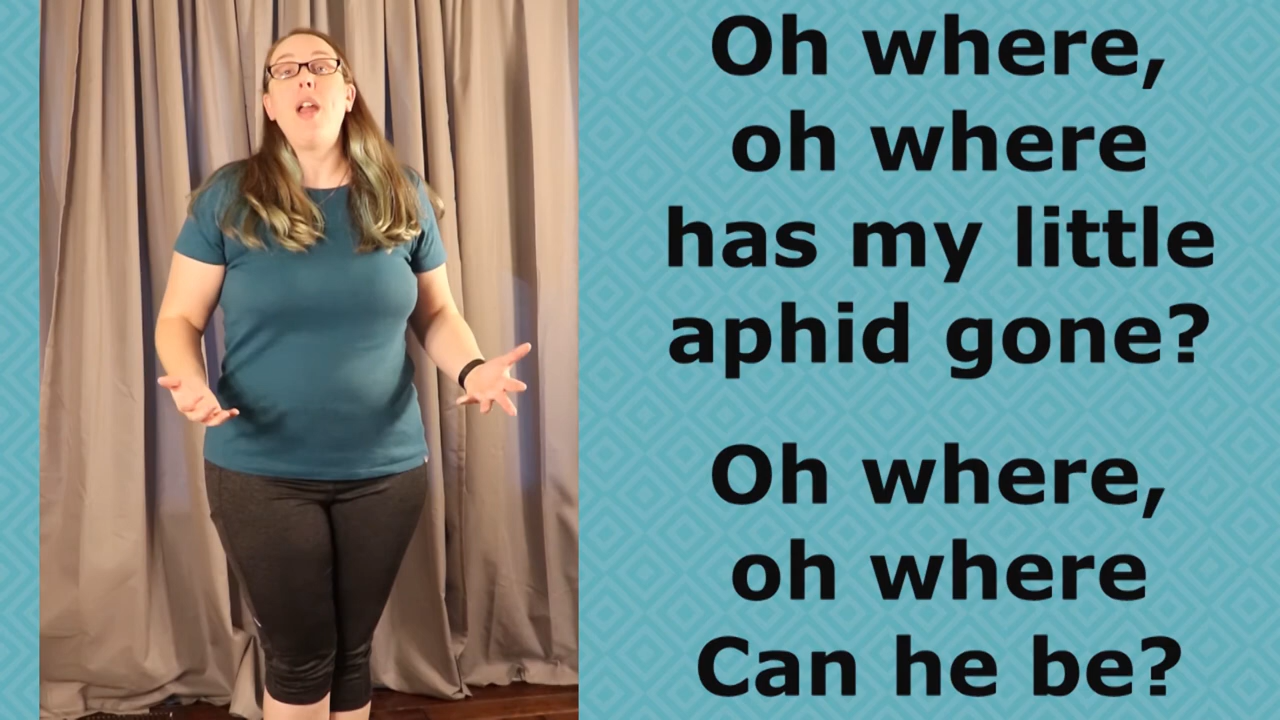 Oh where,
oh where
has my little
aphid gone?
Oh where,
oh where
Can he be?